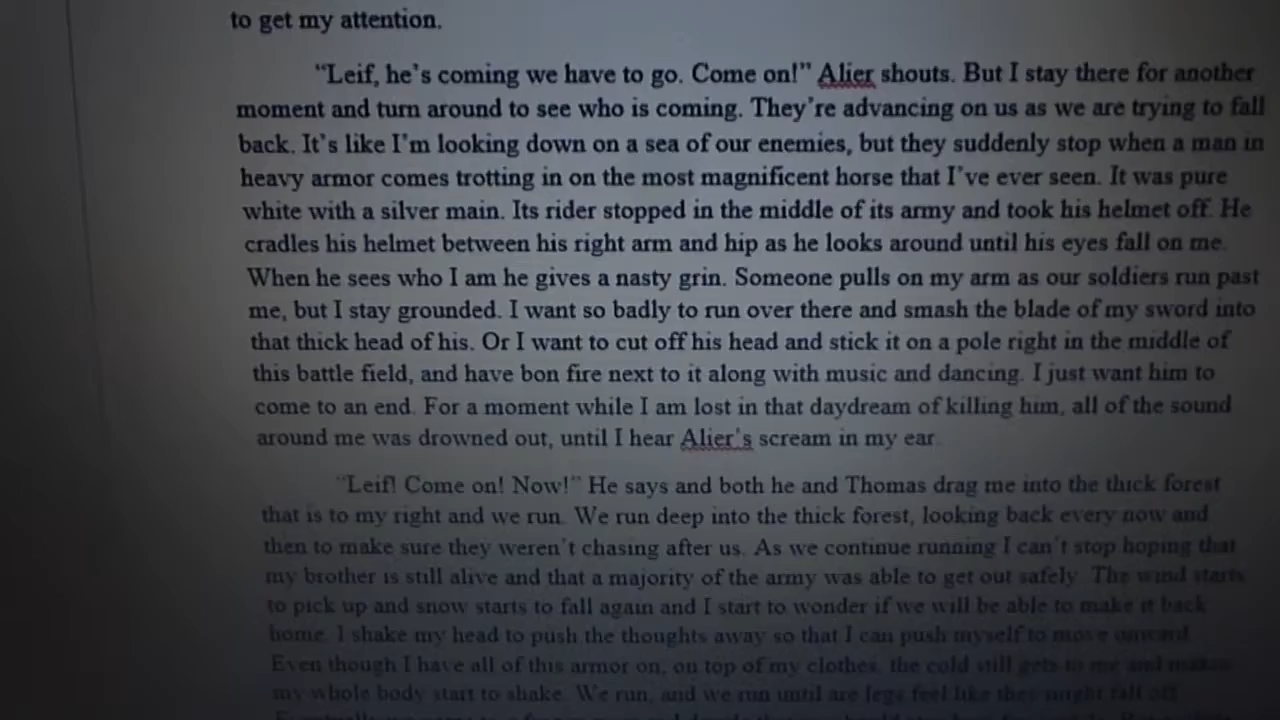 to get my attention.
“Leif, he’s coming we have to go. Come on!” Alier shouts. But I stay there for another
moment and turn around to see who is coming. They’re advancing on us as we are trying to fall
back. It’s like I’m looking down on a sea of our enemies, but they suddenly stop when a man in
heavy armor comes trotting in on the most magnificent horse that I’ve ever seen. It was pure
white with a silver main. Its rider stopped in the middle of its army and took his helmet off. He
cradles his helmet between his right arm and hip as he looks around until his eyes fall on me.
When he sees who I am he gives a nasty grin. Someone pulls on my arm as our soldiers run past
me, but I stay grounded. I want so badly to run over there and smash the blade of my sword into
that thick head of his. Or I want to cut off his head and stick it on a pole right in the middle of
this battle field, and have bon fire next to it along with music and dancing. I just want him to
come to an end. For a moment while I am lost in that daydream of killing him, all of the sound
around me was drowned out, until I hear Alier’s scream in my ear.
“Leif! Come on! Now!” He says and both he and Thomas drag me into the thick forest
that is to my right and we run. We run deep into the thick forest, looking back every now and
then to make sure they weren’t chasing after us. As we continue running I can’t stop hoping that
my brother is still alive and that a majority of the army was able to get out safely. The wind starts
to pick up and snow starts to fall again and I start to wonder if we will be able to make it back
home. I shake my head to push the thoughts away so that I can push myself to move onward.
Even though I have all of this armor on, on top of my clothes, the cold still gets to me and makes
my whole body start to shake. We run, and we run until are legs feel like they might fall off.